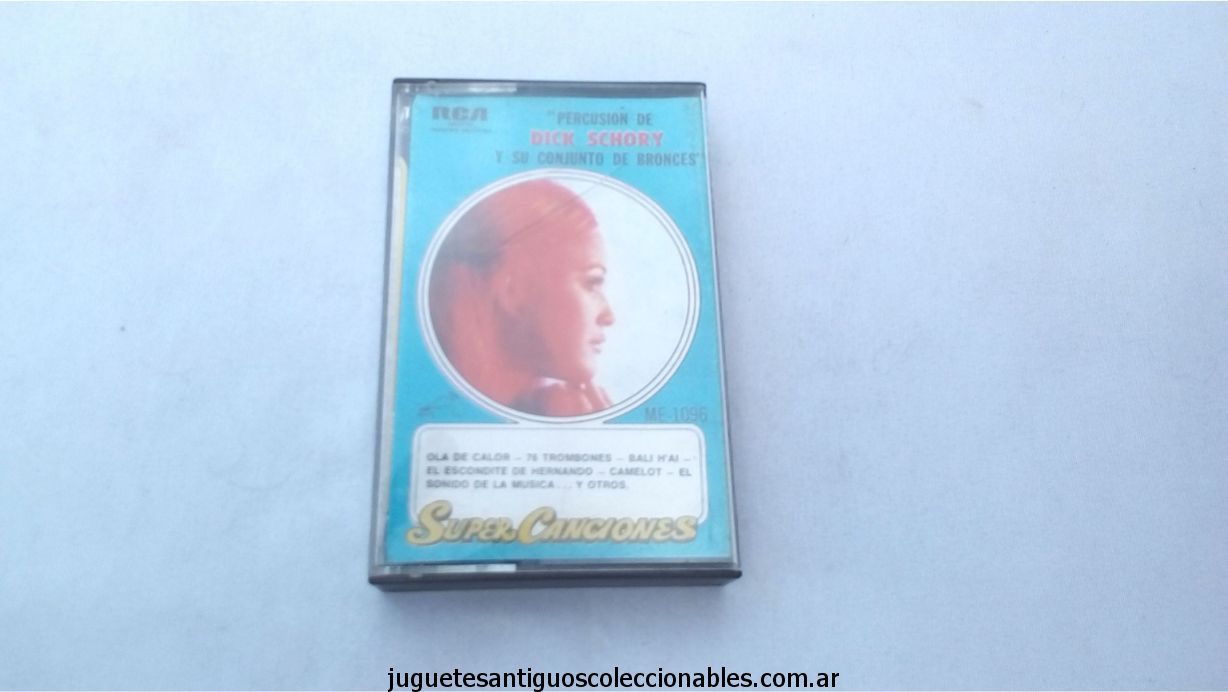 RCA
"PERCUSIÓN DE
DICK SCHORY
Y SU CONJUNTO DE BRONCES"
ME-1096
OLA DE CALOR – 76 TROMBONES – BALI H'AI –
EL ESCONDITE DE HERNANDO – CAMELOT – EL
SONIDO DE LA MUSICA... Y OTROS.
SUPER CANCIONES
juguetesantiguoscoleccionables.com.ar